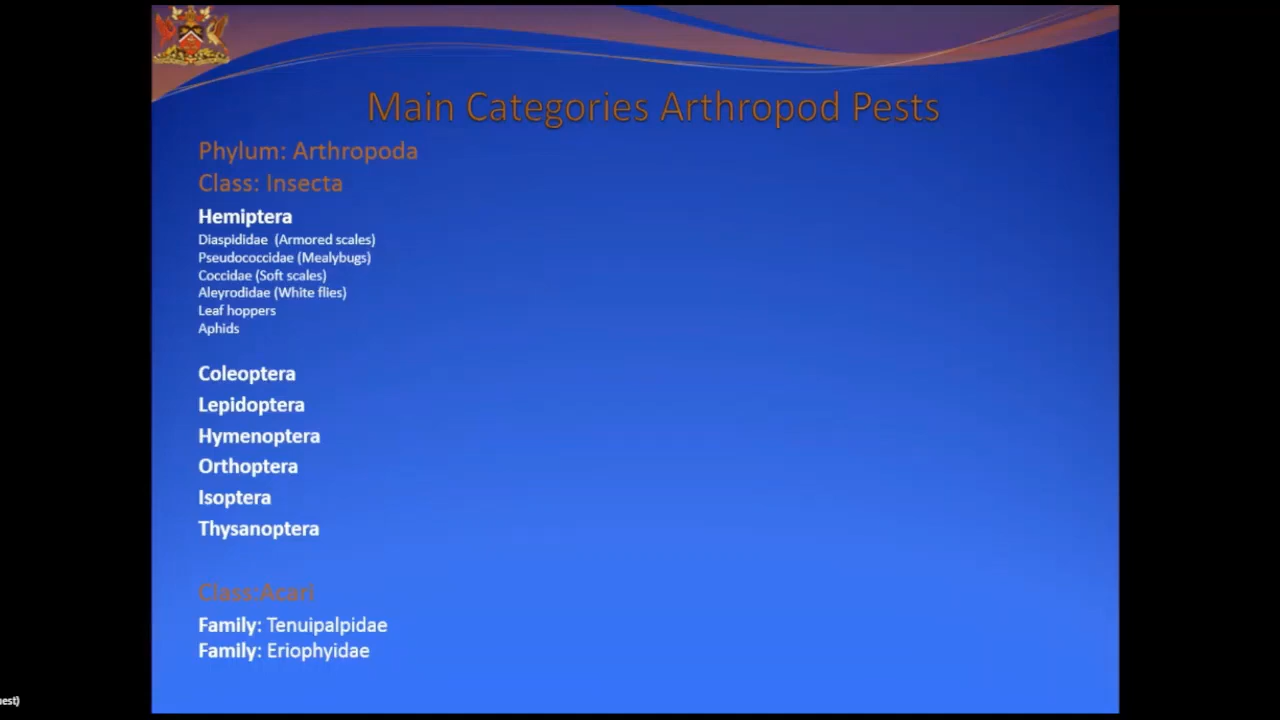 Main Categories Arthropod Pests
Phylum: Arthropoda
Class: Insecta
Hemiptera
Diaspididae (Armored scales)
Pseudococcidae (Mealybugs)
Coccidae (Soft scales)
Aleyrodidae (White flies)
Leaf hoppers
Aphids
Coleoptera
Lepidoptera
Hymenoptera
Orthoptera
Isoptera
Thysanoptera
Class:Acari
Family: Tenuipalpidae
Family: Eriophyidae